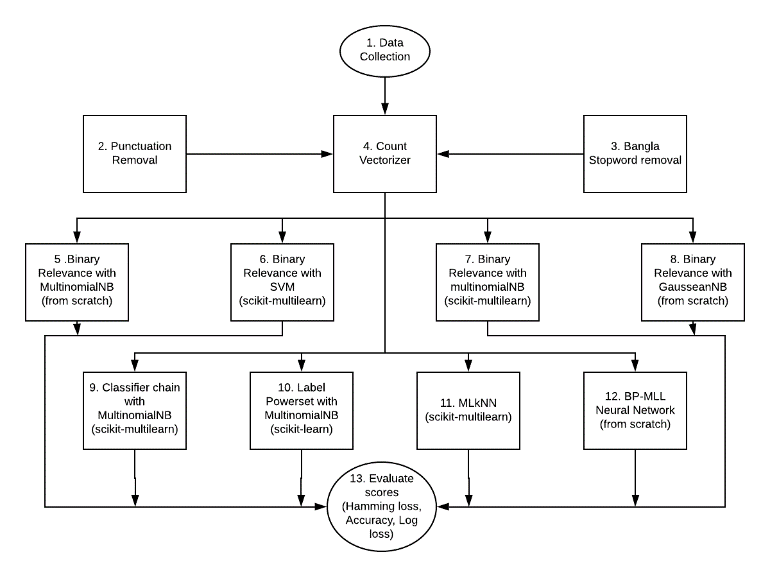 1. Data
Collection
2. Punctuation
Removal
4. Count
Vectorizer
3. Bangla
Stopword removal
5 .Binary
Relevance with
MultinomialNB
(from scratch)
6. Binary
Relevance with
SVM
(scikit-multilearn)
7. Binary
Relevance with
multinomialNB
(scikit-multilearn)
8. Binary
Relevance with
GausseanNB
(from scratch)
9. Classifier chain
with
MultinomialNB
(scikit-multilearn)
10. Label
Powerset with
MultinomialNB
(scikit-learn)
11. MLkNN
(scikit-multilearn)
12. BP-MLL
Neural Network
(from scratch)
13. Evaluate
scores
(Hamming loss,
Accuracy, Log
loss)